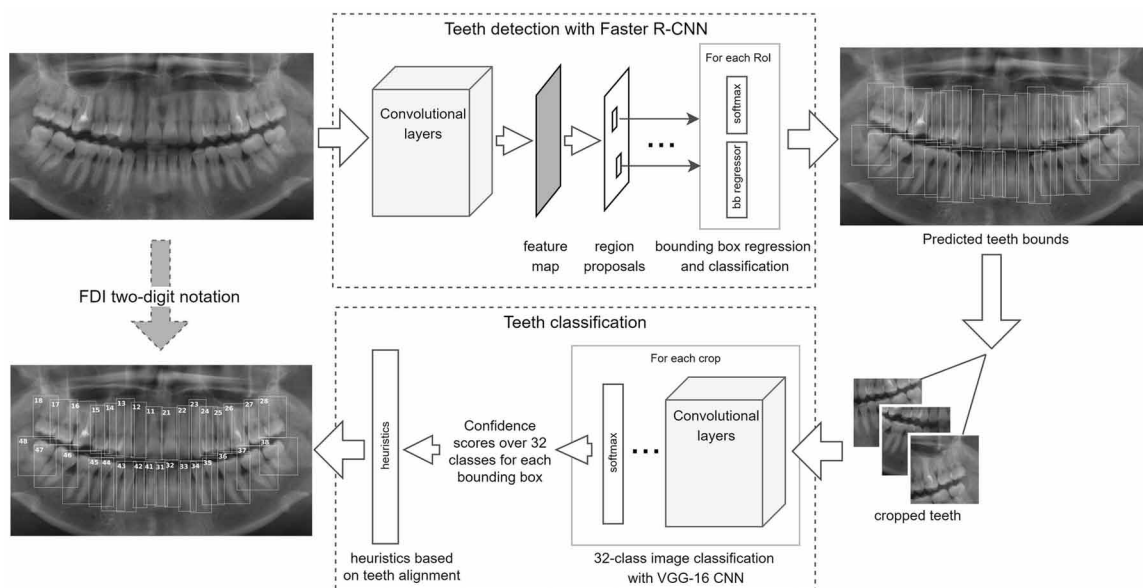 Teeth detection with Faster R-CNN
For each RoI
Convolutional
layers
softmax
bb regressor
...
...
feature
map
region
proposals
bounding box regression
and classification
Predicted teeth bounds
FDI two-digit notation
Teeth classification
For each crop
Convolutional
layers
...
softmax
Confidence
scores over 32
classes for each
bounding box
heuristics
cropped teeth
heuristics based
on teeth alignment
32-class image classification
with VGG-16 CNN
18 17 16 15 14 13 12 11 21 22 23 24 25 26 27 28
48 47 46 45 44 43 42 41 31 32 33 34 35 36 37 38